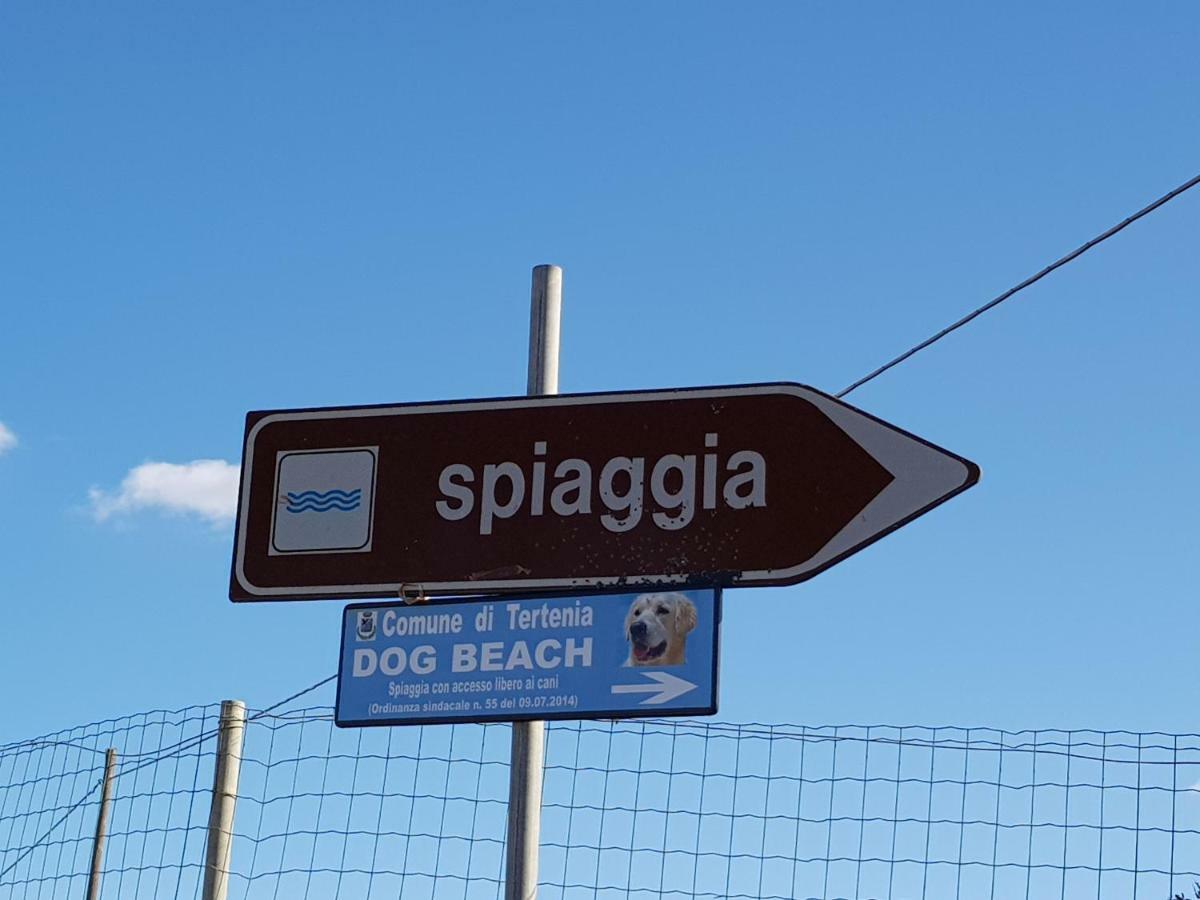 spiaggia
Comune di Tertenia
DOG BEACH
Spiaggia con accesso libero ai cani
(Ordinanza sindacale n. 55 del 09.07.2014)